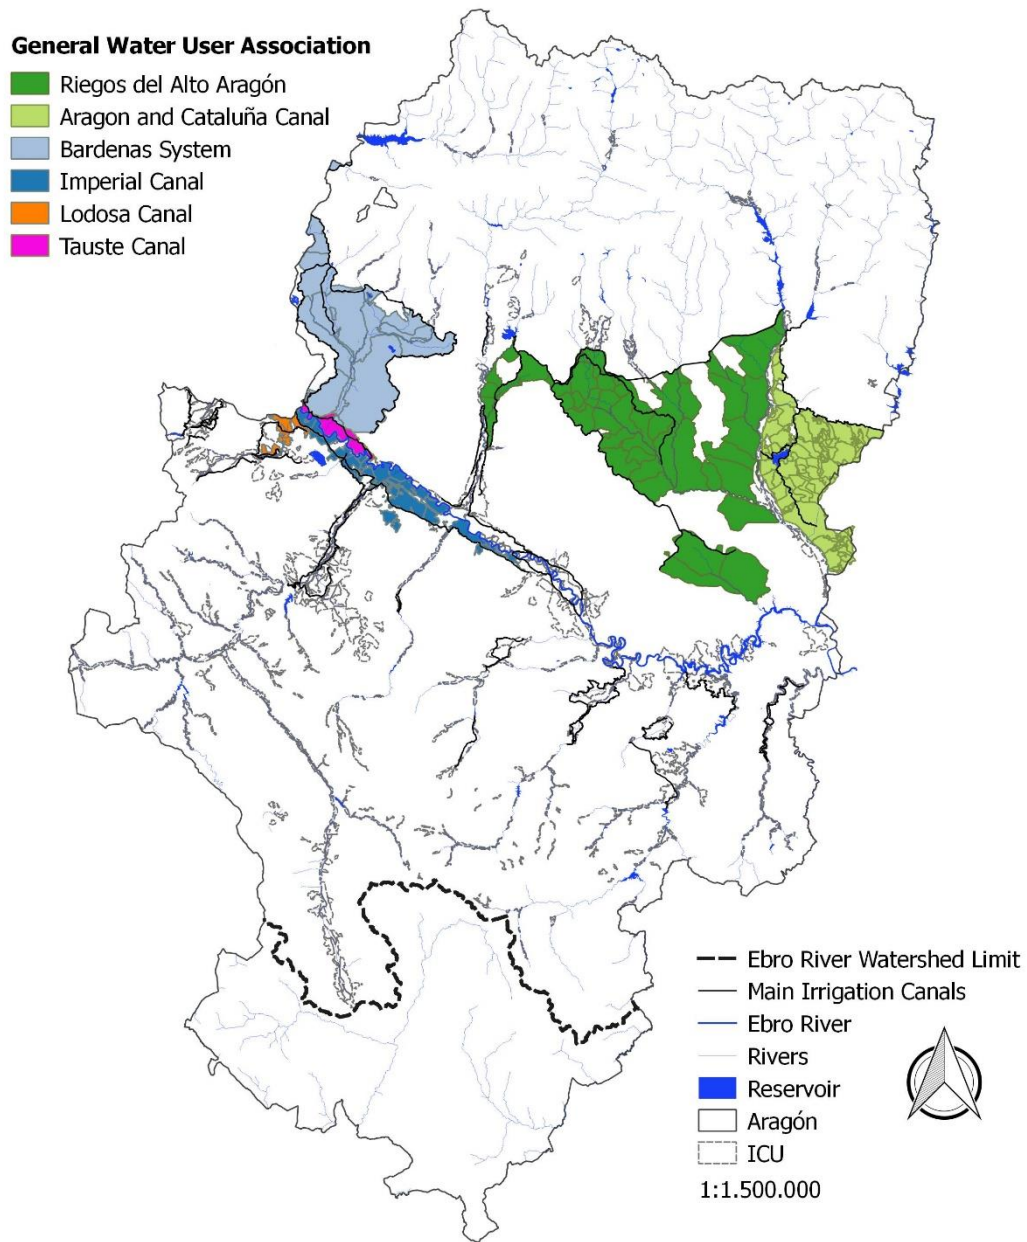 General Water User Association
Riegos del Alto Aragón
Aragon and Cataluña Canal
Bardenas System
Imperial Canal
Lodosa Canal
Tauste Canal
Ebro River Watershed Limit
Main Irrigation Canals
Ebro River
Rivers
Reservoir
Aragón
ICU
1:1.500.000